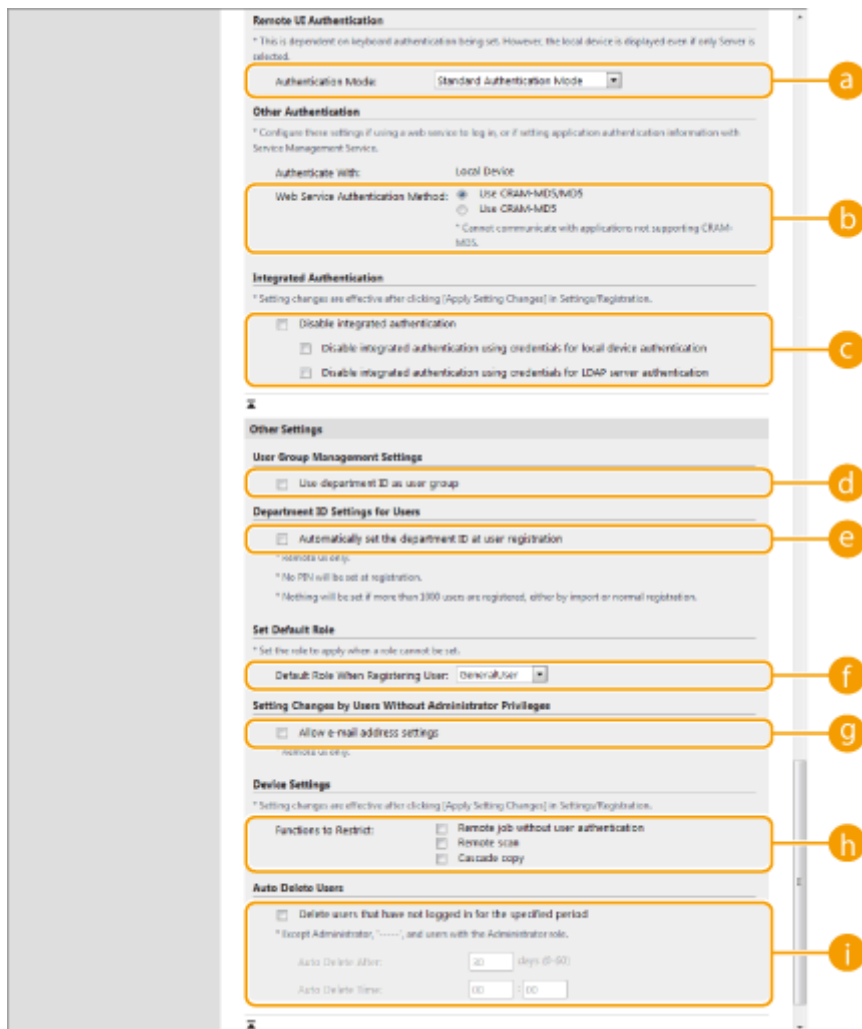 Remote UI Authentication
* This is dependent on keyboard authentication being set. However, the local device is displayed even if only Server is
selected.
Authentication Mode: Standard Authentication Mode
a
Other Authentication
* Configure these settings if using a web service to log in, or if setting application authentication information with
Service Management Service.
Authenticate With: Local Device
Web Service Authentication Method: Use CRAM-MD5/MD5
Use CRAM-MD5
b
* Cannot communicate with applications not supporting CRAM-
MD5.
Integrated Authentication
* Setting changes are effective after clicking [Apply Setting Changes] in Settings/Registration.
Disable integrated authentication
Disable integrated authentication using credentials for local device authentication
c
Disable integrated authentication using credentials for LDAP server authentication
Other Settings
User Group Management Settings
Use department ID as user group
d
Department ID Settings for Users
Automatically set the department ID at user registration
e
* Remote UI only.
* No PIN will be set at registration.
* Nothing will be set if more than 1000 users are registered, either by import or normal registration.
Set Default Role
* Set the role to apply when a role cannot be set.
Default Role When Registering User: GeneralUser
f
Setting Changes by Users Without Administrator Privileges
Allow e-mail address settings
g
Remote UI only.
Device Settings
* Setting changes are effective after clicking [Apply Setting Changes] in Settings/Registration.
Functions to Restrict: Remote job without user authentication
Remote scan
h
Cascade copy
Auto Delete Users
Delete users that have not logged in for the specified period
* Except Administrator, '-----', and users with the Administrator role.
i
Auto Delete After: 30 days (0-60)
Auto Delete Time: 00 : 00